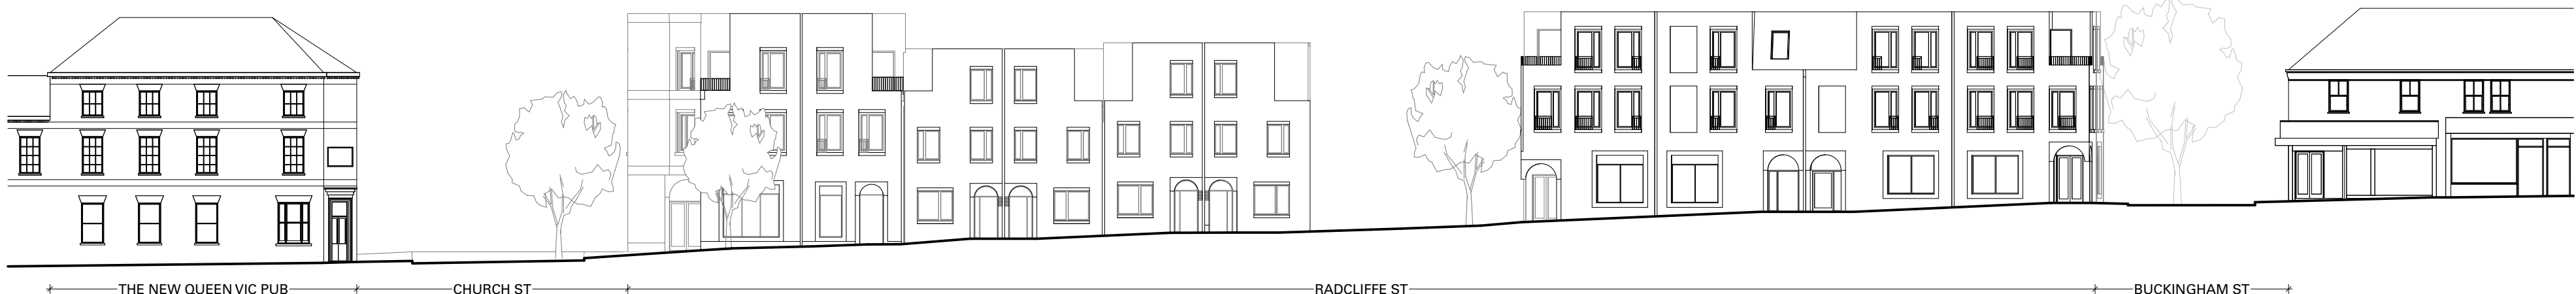 THE NEW QUEEN VIC PUB CHURCH ST RADCLIFFE ST BUCKINGHAM ST